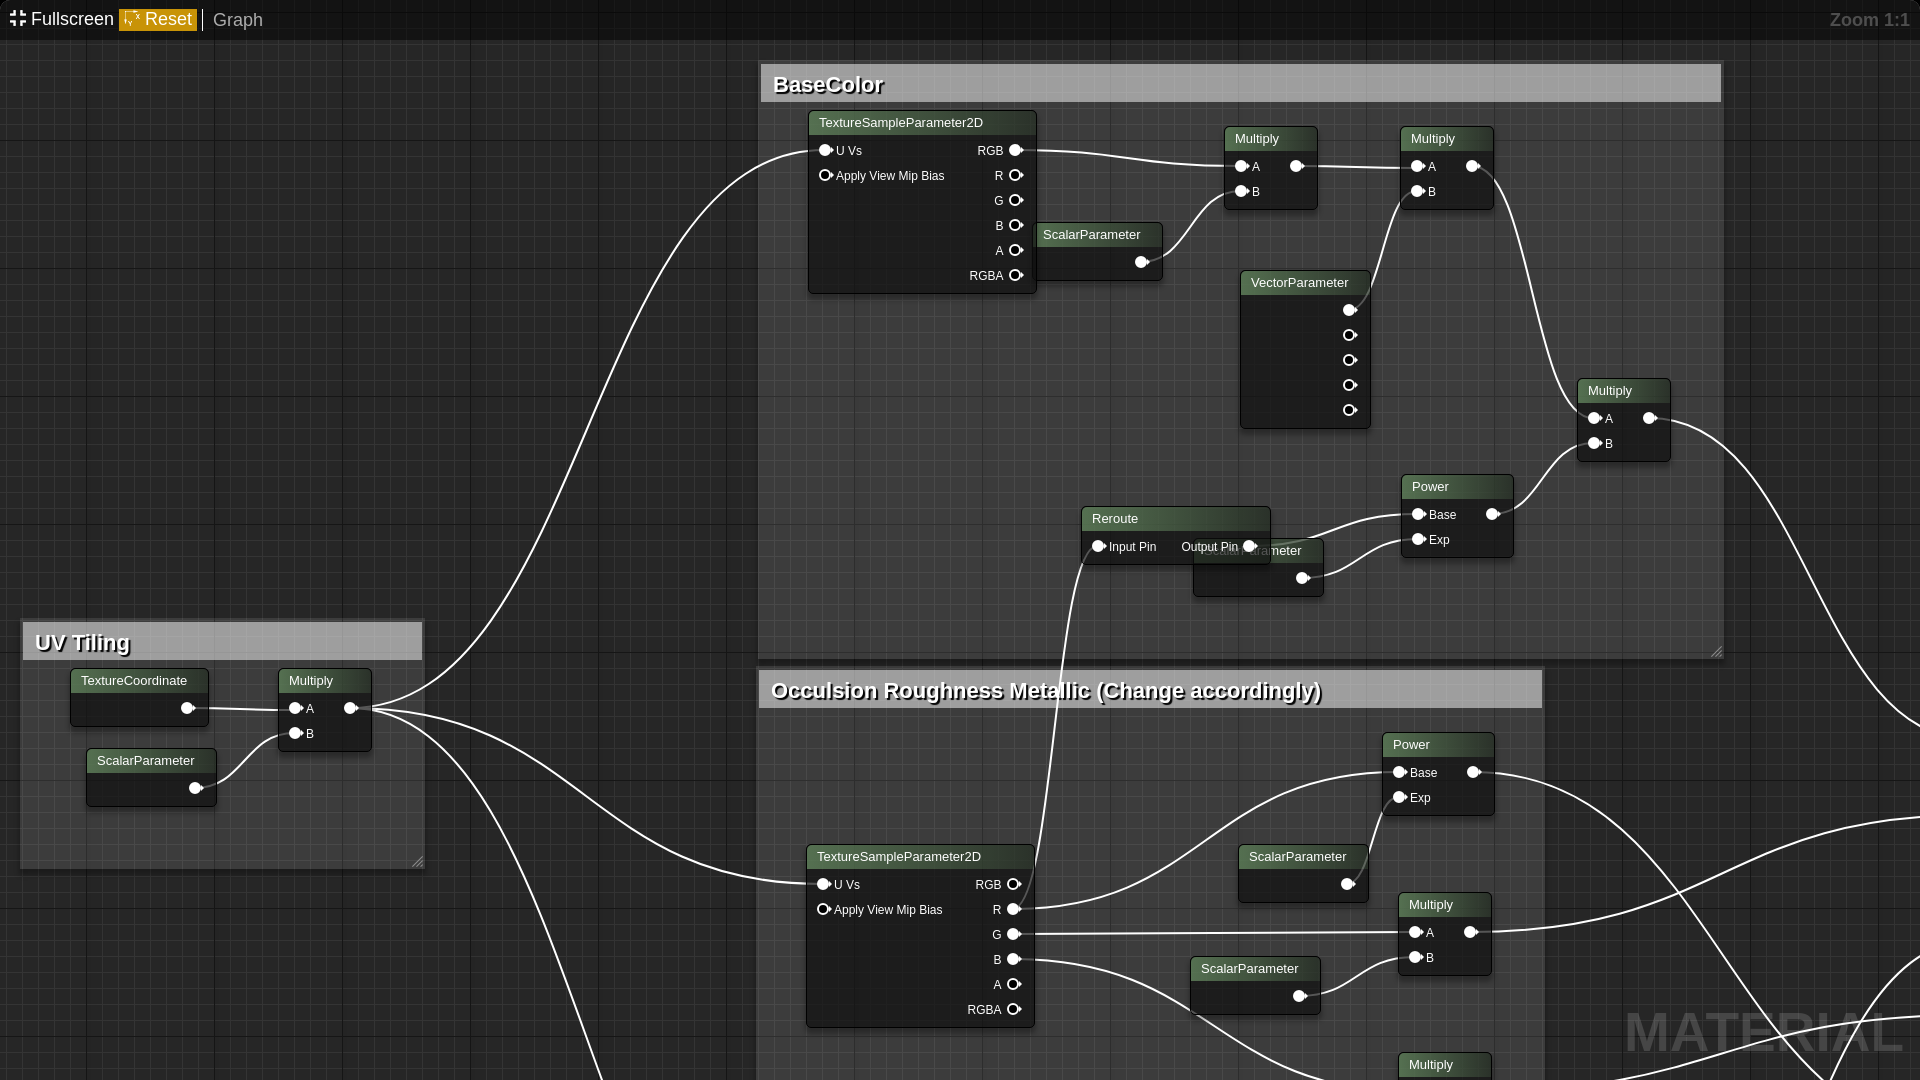 Fullscreen Reset Graph Zoom 1:1
BaseColor
TextureSampleParameter2D
U Vs RGB
Apply View Mip Bias R
G
B
A
RGBA
ScalarParameter
Multiply
A
B
Multiply
A
B
VectorParameter
Multiply
A
B
Power
Base
Exp
Reroute
Input Pin Output Pin
ScalarParameter
UV Tiling
TextureCoordinate
Multiply
A
B
ScalarParameter
Occulsion Roughness Metallic (Change accordingly)
Power
Base
Exp
TextureSampleParameter2D
U Vs RGB
Apply View Mip Bias R
G
B
A
RGBA
ScalarParameter
Multiply
A
B
ScalarParameter
Multiply
MATERIAL